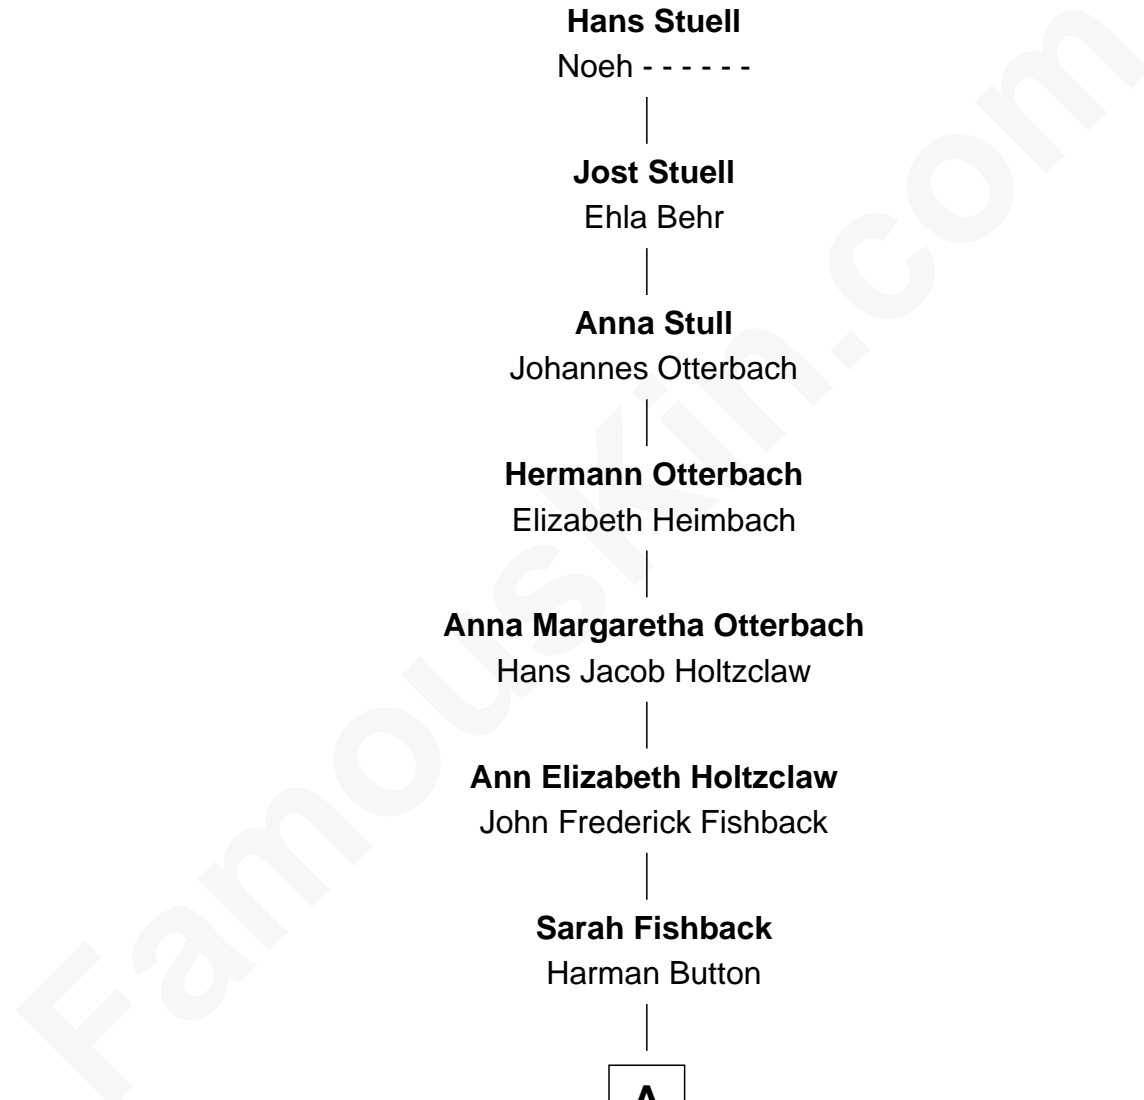 Hans Stuell
Noeh - - - - - -
Jost Stuell
Ehla Behr
Anna Stull
Johannes Otterbach
Hermann Otterbach
Elizabeth Heimbach
Anna Margaretha Otterbach
Hans Jacob Holtzclaw
Ann Elizabeth Holtzclaw
John Frederick Fishback
Sarah Fishback
Harman Button
A
FamousKin.com